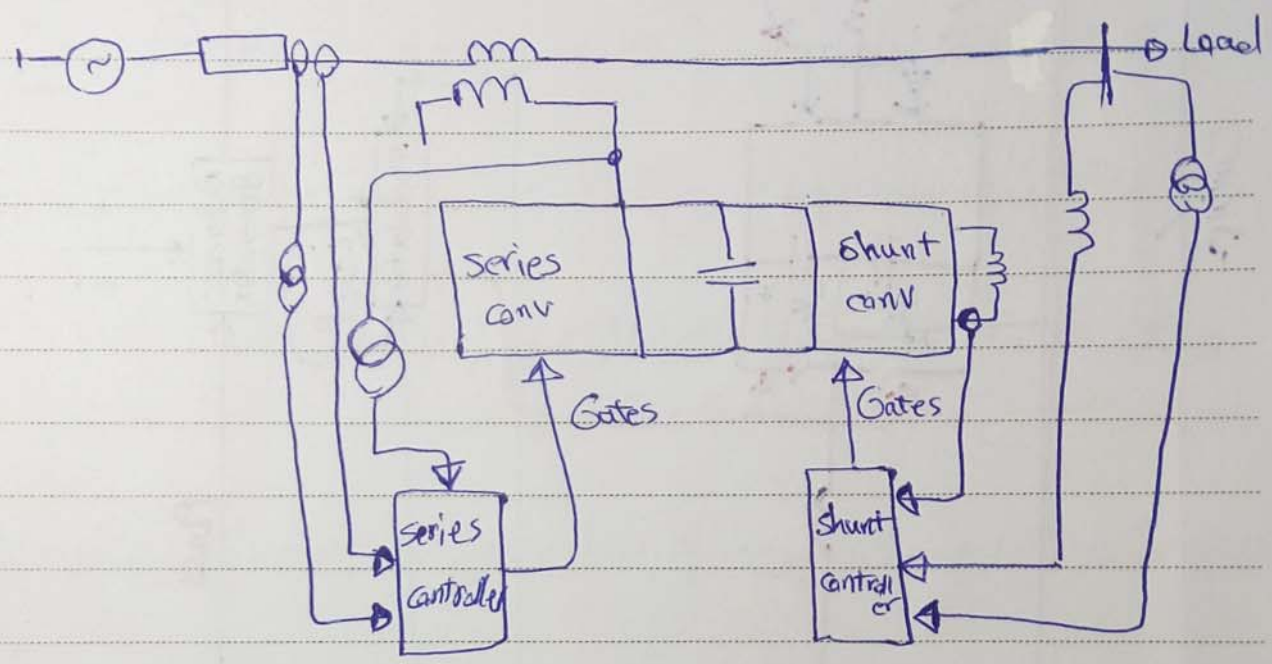 ~
Load
series
conv
shunt
conv
Gates
Gates
series
controller
shunt
controll
er